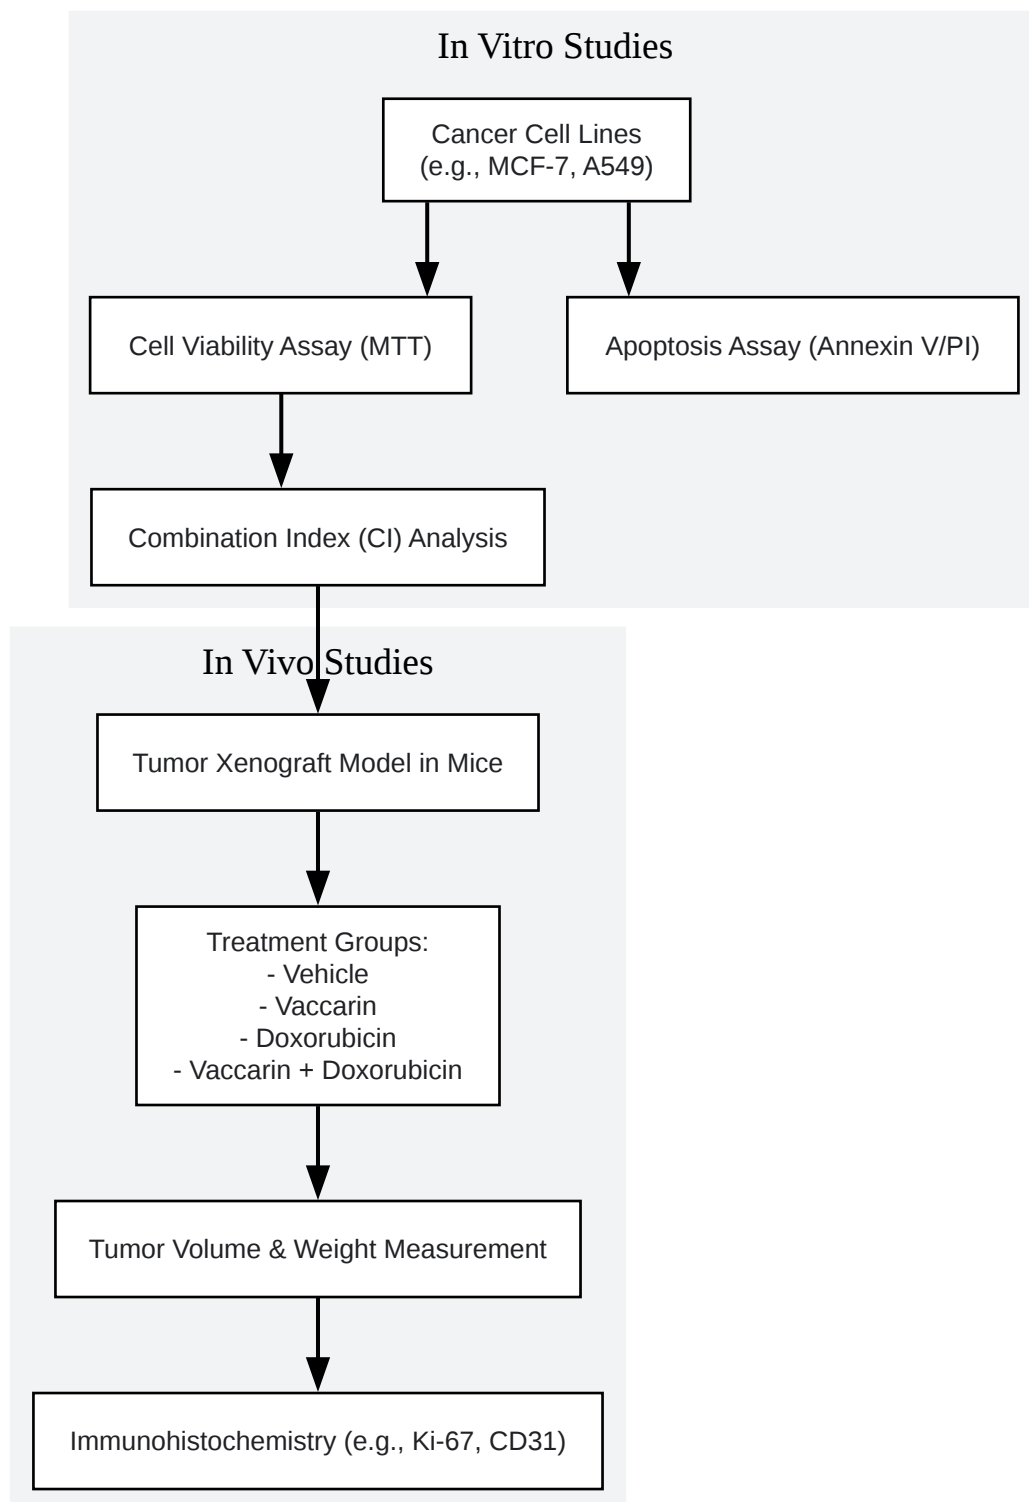 In Vitro Studies
Cancer Cell Lines
(e.g., MCF-7, A549)
Cell Viability Assay (MTT)
Apoptosis Assay (Annexin V/PI)
Combination Index (CI) Analysis
In Vivo Studies
Tumor Xenograft Model in Mice
Treatment Groups:
- Vehicle
- Vaccarin
- Doxorubicin
- Vaccarin + Doxorubicin
Tumor Volume & Weight Measurement
Immunohistochemistry (e.g., Ki-67, CD31)